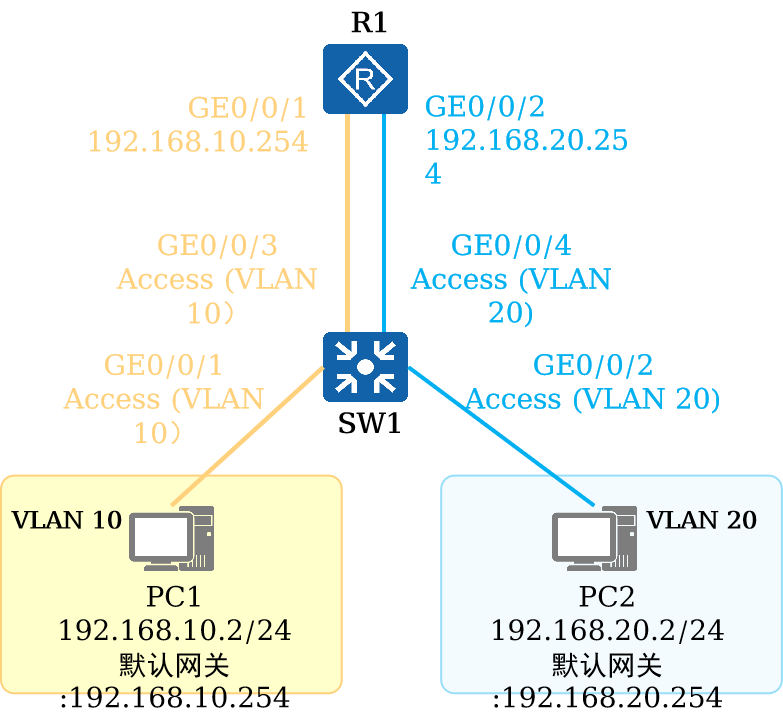 R1
R
GE0/0/1
192.168.10.254
GE0/0/2
192.168.20.25
4
GE0/0/3
Access (VLAN
10）
GE0/0/4
Access (VLAN
20)
GE0/0/1
Access (VLAN
10）
GE0/0/2
Access (VLAN 20)
SW1
VLAN 10
PC1
192.168.10.2/24
默认网关
:192.168.10.254
VLAN 20
PC2
192.168.20.2/24
默认网关
:192.168.20.254